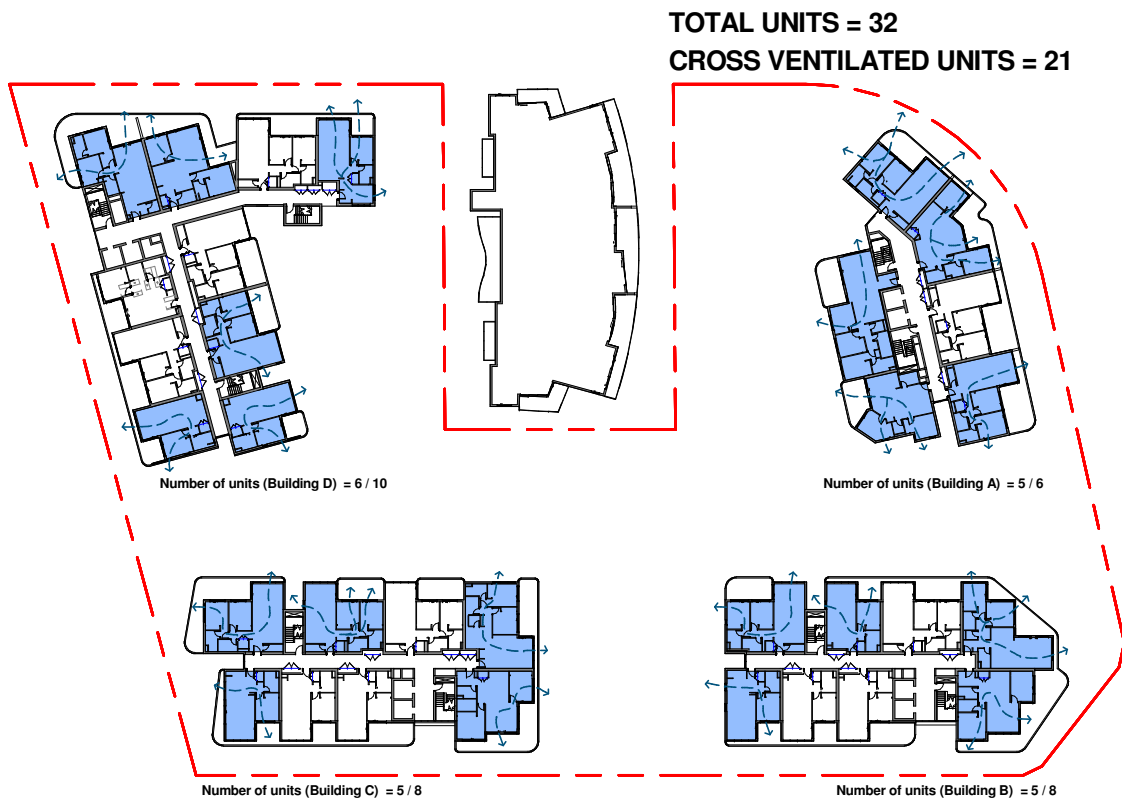 TOTAL UNITS = 32
CROSS VENTILATED UNITS = 21
Number of units (Building D) = 6 / 10
Number of units (Building A) = 5 / 6
Number of units (Building C) = 5 / 8
Number of units (Building B) = 5 / 8